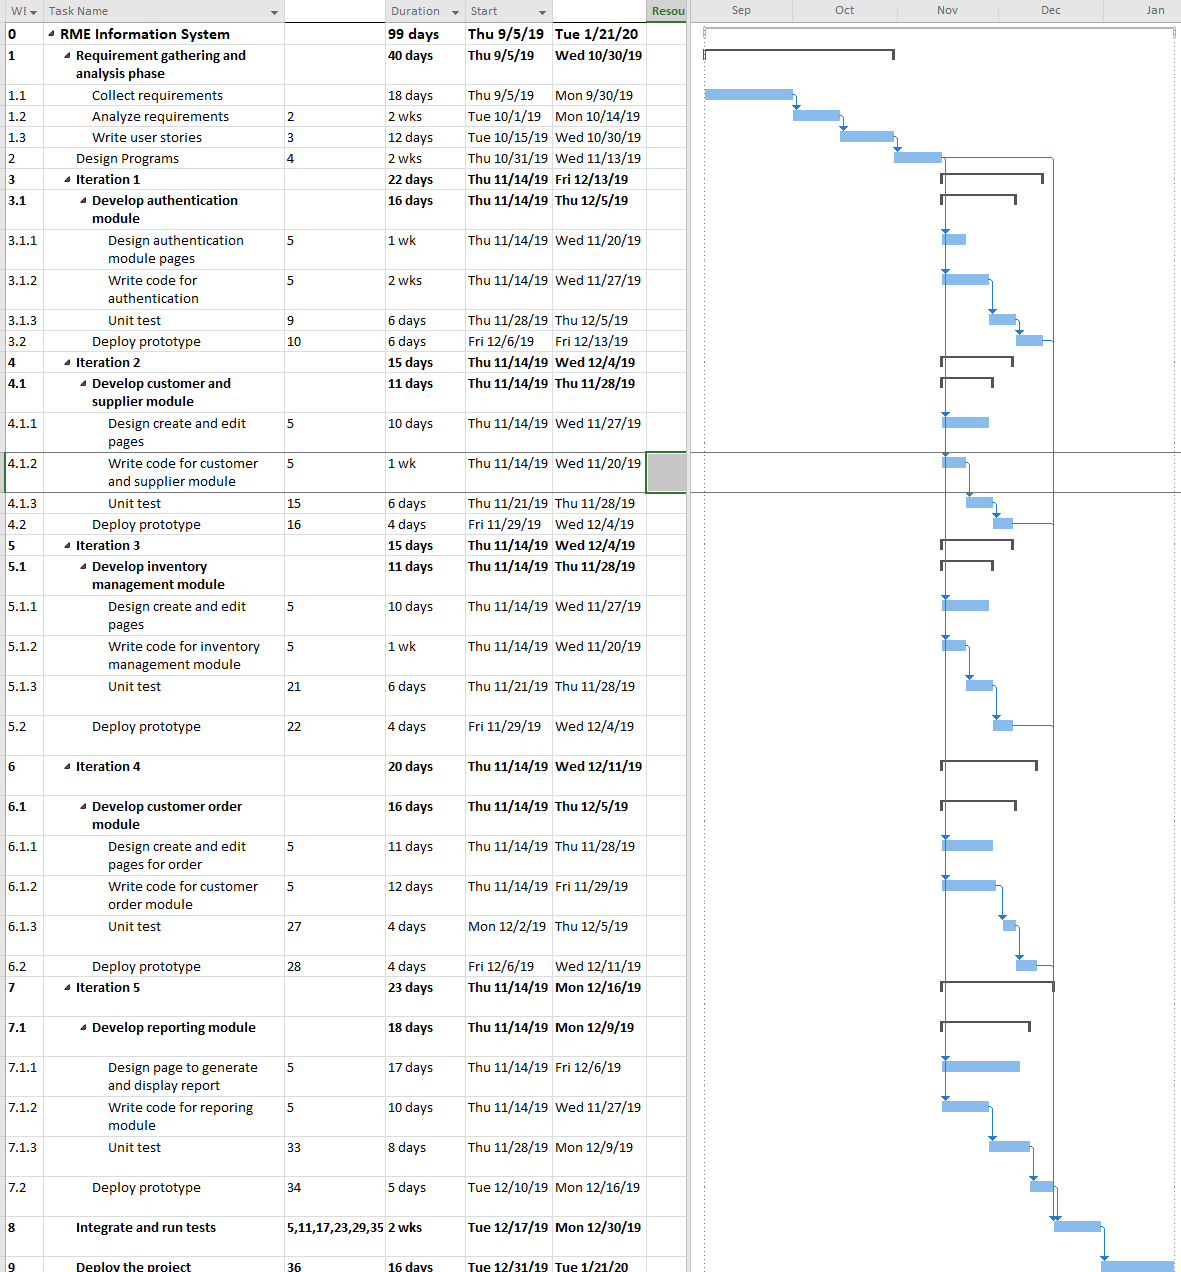 WB Task Name Duration Start Resou Sep Oct Nov Dec Jan
0 RME Information System 99 days Thu 9/5/19 Tue 1/21/20
1 Requirement gathering and 40 days Thu 9/5/19 Wed 10/30/19
analysis phase
1.1 Collect requirements 18 days Thu 9/5/19 Mon 9/30/19
1.2 Analyze requirements 2 2 wks Tue 10/1/19 Mon 10/14/19
1.3 Write user stories 3 12 days Tue 10/15/19 Wed 10/30/19
2 Design Programs 4 2 wks Thu 10/31/19 Wed 11/13/19
3 Iteration 1 22 days Thu 11/14/19 Fri 12/13/19
3.1 Develop authentication 16 days Thu 11/14/19 Thu 12/5/19
module
3.1.1 Design authentication 5 1 wk Thu 11/14/19 Wed 11/20/19
module pages
3.1.2 Write code for 5 2 wks Thu 11/14/19 Wed 11/27/19
authentication
3.1.3 Unit test 9 6 days Thu 11/28/19 Thu 12/5/19
3.2 Deploy prototype 10 6 days Fri 12/6/19 Fri 12/13/19
4 Iteration 2 15 days Thu 11/14/19 Wed 12/4/19
4.1 Develop customer and 11 days Thu 11/14/19 Thu 11/28/19
supplier module
4.1.1 Design create and edit 5 10 days Thu 11/14/19 Wed 11/27/19
pages
4.1.2 Write code for customer 5 1 wk Thu 11/14/19 Wed 11/20/19
and supplier module
4.1.3 Unit test 15 6 days Thu 11/21/19 Thu 11/28/19
4.2 Deploy prototype 16 4 days Fri 11/29/19 Wed 12/4/19
5 Iteration 3 15 days Thu 11/14/19 Wed 12/4/19
5.1 Develop inventory 11 days Thu 11/14/19 Thu 11/28/19
management module
5.1.1 Design create and edit 5 10 days Thu 11/14/19 Wed 11/27/19
pages
5.1.2 Write code for inventory 5 1 wk Thu 11/14/19 Wed 11/20/19
management module
5.1.3 Unit test 21 6 days Thu 11/21/19 Thu 11/28/19
5.2 Deploy prototype 22 4 days Fri 11/29/19 Wed 12/4/19
6 Iteration 4 20 days Thu 11/14/19 Wed 12/11/19
6.1 Develop customer order 16 days Thu 11/14/19 Thu 12/5/19
module
6.1.1 Design create and edit 5 11 days Thu 11/14/19 Thu 11/28/19
pages for order
6.1.2 Write code for customer 5 12 days Thu 11/14/19 Fri 11/29/19
order module
6.1.3 Unit test 27 4 days Mon 12/2/19 Thu 12/5/19
6.2 Deploy prototype 28 4 days Fri 12/6/19 Wed 12/11/19
7 Iteration 5 23 days Thu 11/14/19 Mon 12/16/19
7.1 Develop reporting module 18 days Thu 11/14/19 Mon 12/9/19
7.1.1 Design page to generate 5 17 days Thu 11/14/19 Fri 12/6/19
and display report
7.1.2 Write code for reporing 5 10 days Thu 11/14/19 Wed 11/27/19
module
7.1.3 Unit test 33 8 days Thu 11/28/19 Mon 12/9/19
7.2 Deploy prototype 34 5 days Tue 12/10/19 Mon 12/16/19
8 Integrate and run tests 5,11,17,23,29,35 2 wks Tue 12/17/19 Mon 12/30/19
9 Deploy the project 36 16 days Tue 12/31/19 Tue 1/21/20